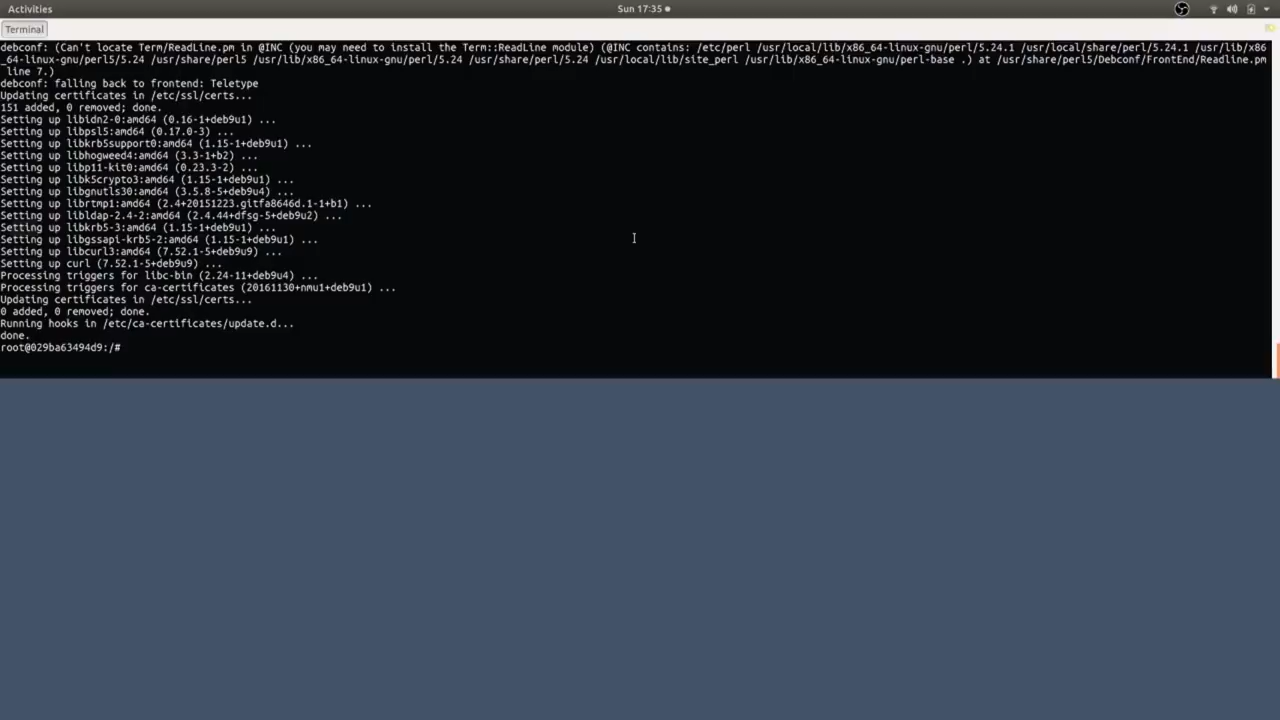 Activities
Sun 17:35
Terminal
debconf: (Can't locate Term/ReadLine.pm in @INC (you may need to install the Term::ReadLine module) (@INC contains: /etc/perl /usr/local/lib/x86_64-linux-gnu/perl/5.24.1 /usr/local/share/perl/5.24.1 /usr/lib/x86
_64-linux-gnu/perl5/5.24 /usr/share/perl5 /usr/lib/x86_64-linux-gnu/perl/5.24 /usr/share/perl/5.24 /usr/local/lib/site_perl /usr/lib/x86_64-linux-gnu/perl-base .) at /usr/share/perl5/Debconf/FrontEnd/Readline.pm
line 7.)
debconf: falling back to frontend: Teletype
Updating certificates in /etc/ssl/certs...
151 added, 0 removed; done.
Setting up libidn2-0:amd64 (0.16-1+deb9u1) ...
Setting up libpsl5:amd64 (0.17.0-3) ...
Setting up libkrb5support0:amd64 (1.15-1+deb9u1) ...
Setting up libhogweed4:amd64 (3.3-1+b2) ...
Setting up libp11-kit0:amd64 (0.23.3-2) ...
Setting up libk5crypto3:amd64 (1.15-1+deb9u1) ...
Setting up libgnutls30:amd64 (3.5.8-5+deb9u4) ...
Setting up librtmp1:amd64 (2.4+20151223.gitfa8646d.1-1+b1) ...
Setting up libldap-2.4-2:amd64 (2.4.44+dfsg-5+deb9u2) ...
Setting up libkrb5-3:amd64 (1.15-1+deb9u1) ...
Setting up libgssapi-krb5-2:amd64 (1.15-1+deb9u1) ...
Setting up libcurl3:amd64 (7.52.1-5+deb9u9) ...
Setting up curl (7.52.1-5+deb9u9) ...
Processing triggers for libc-bin (2.24-11+deb9u4) ...
Processing triggers for ca-certificates (20161130+nmu1+deb9u1) ...
Updating certificates in /etc/ssl/certs...
0 added, 0 removed; done.
Running hooks in /etc/ca-certificates/update.d...
done.
root@029ba63494d9:/#